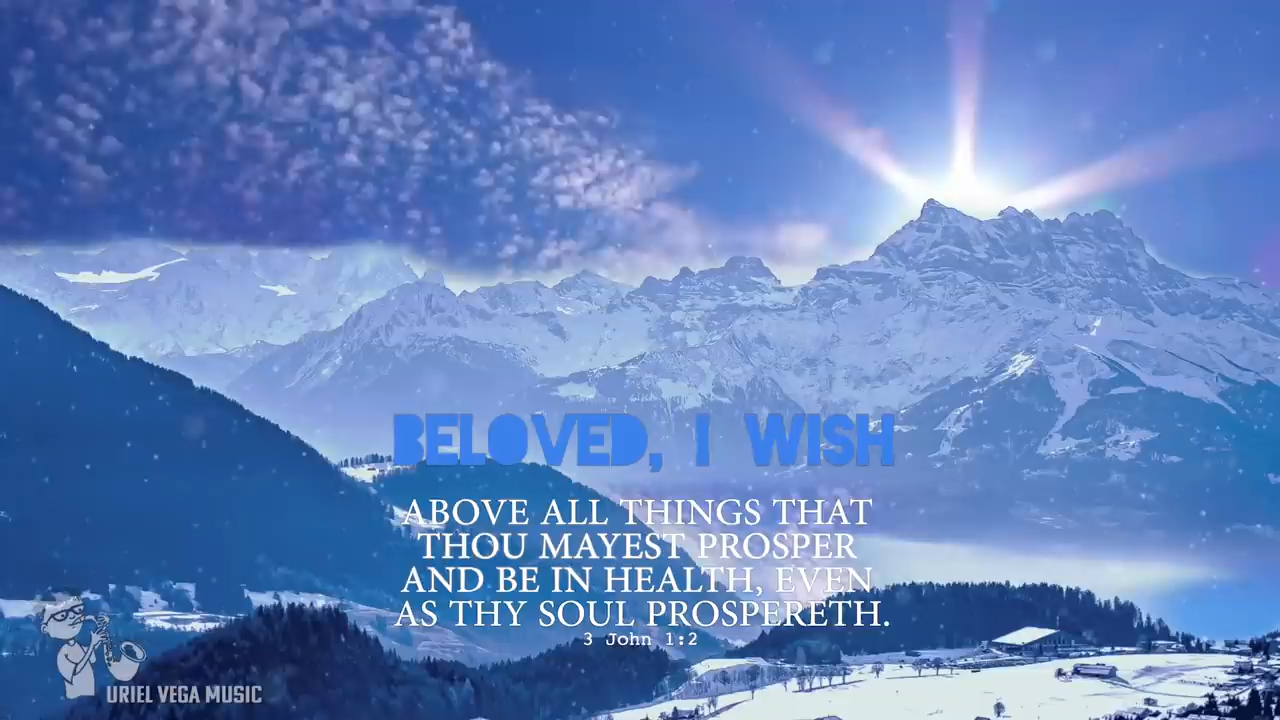 BELOVED, I WISH
ABOVE ALL THINGS THAT
THOU MAYEST PROSPER
AND BE IN HEALTH, EVEN
AS THY SOUL PROSPERETH.
3 John 1:2
URIEL VEGA MUSIC